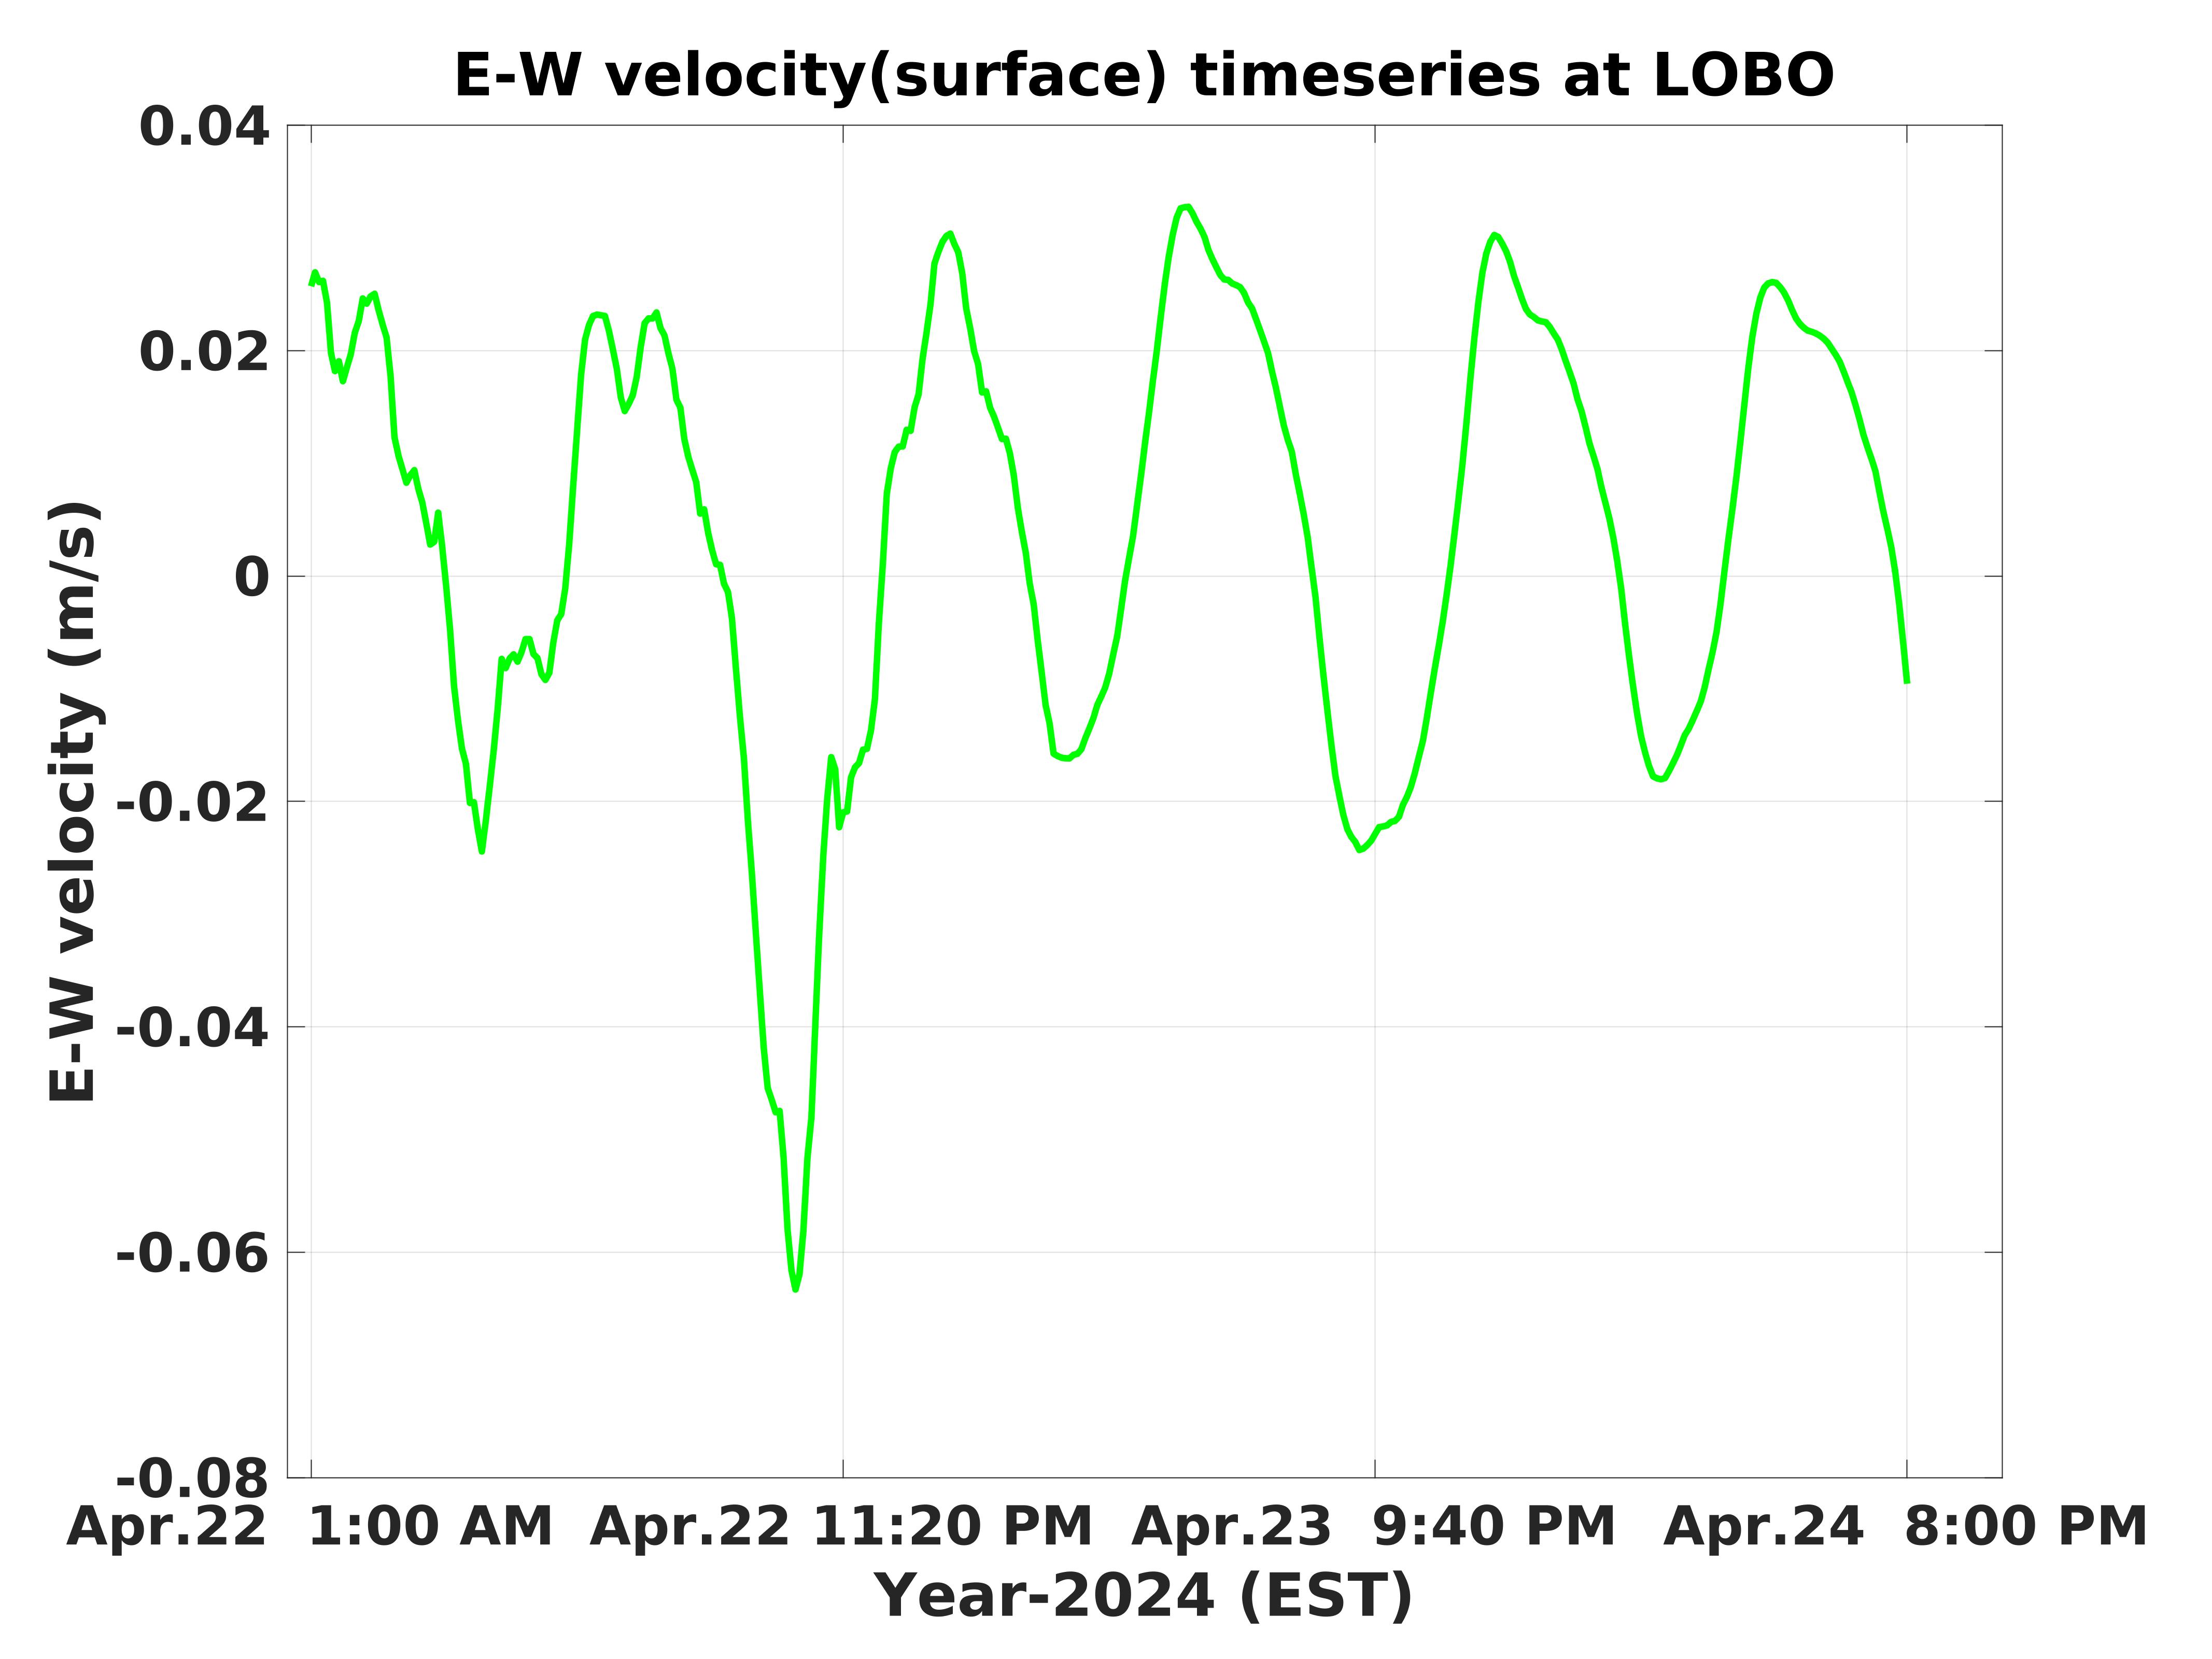 E-W velocity(surface) timeseries at LOBO
0.04
0.02
0
-0.02
-0.04
-0.06
-0.08
E-W velocity (m/s)
Apr.22 1:00 AM Apr.22 11:20 PM Apr.23 9:40 PM Apr.24 8:00 PM
Year-2024 (EST)